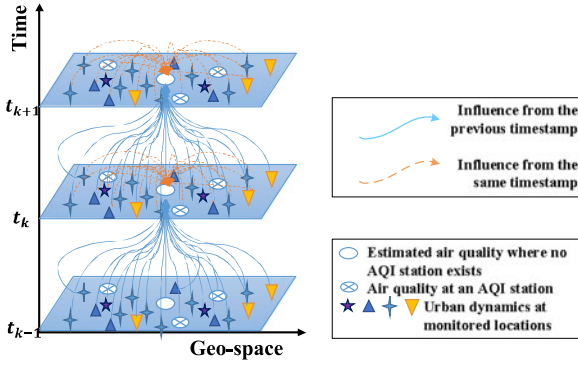 Time
t_{k+1}
t_k
t_{k-1}
Geo-space
Influence from the
previous timestamp
Influence from the
same timestamp
Estimated air quality where no
AQI station exists
Air quality at an AQI station
Urban dynamics at
monitored locations